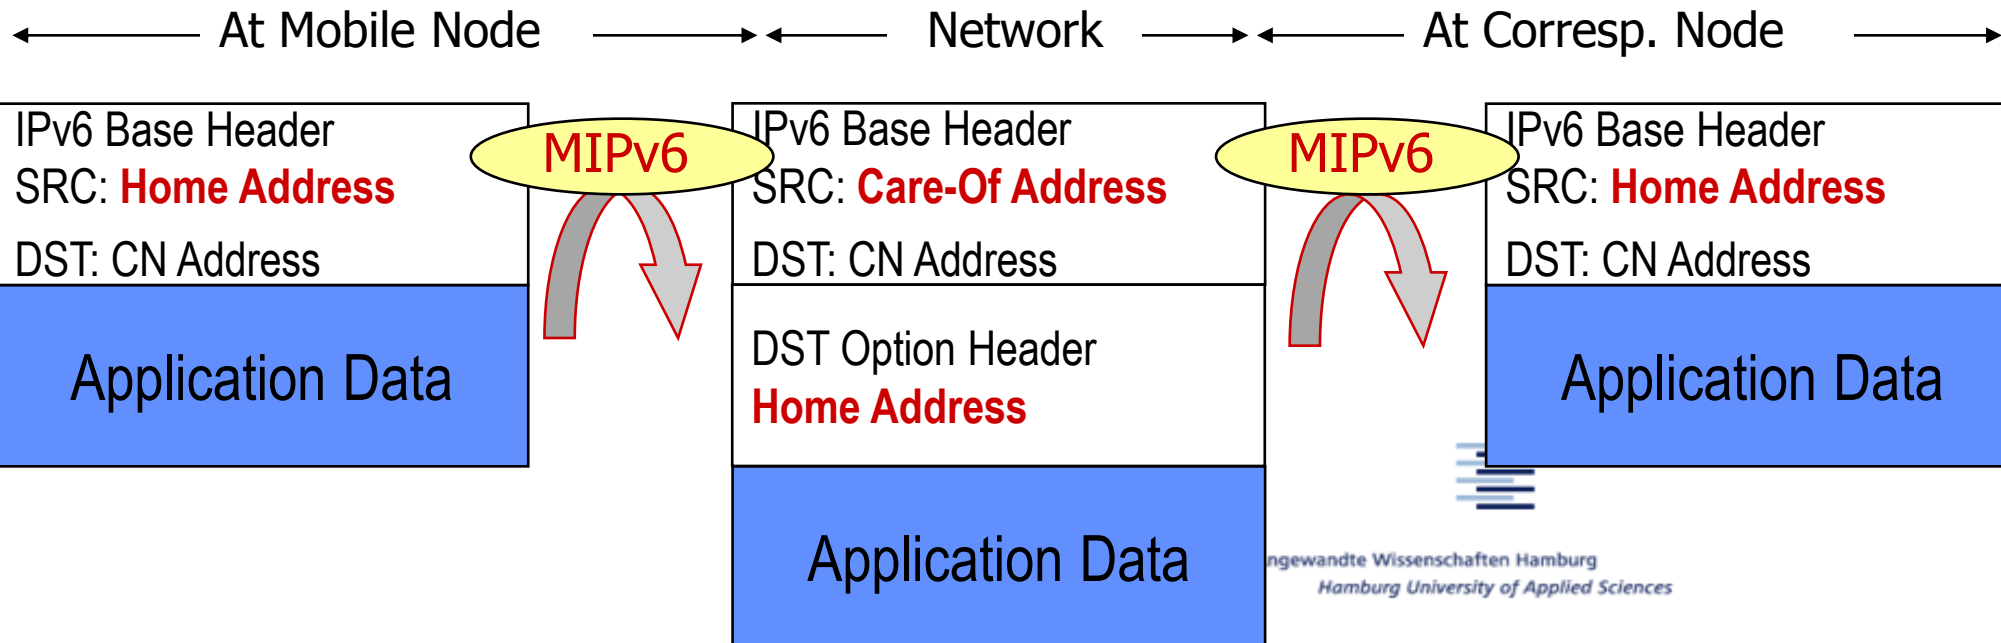 At Mobile Node
Network
At Corresp. Node
IPv6 Base Header
SRC: Home Address
DST: CN Address
Application Data
MIPv6
IPv6 Base Header
SRC: Care-Of Address
DST: CN Address
DST Option Header
Home Address
Application Data
MIPv6
IPv6 Base Header
SRC: Home Address
DST: CN Address
Application Data
ngewandte Wissenschaften Hamburg
Hamburg University of Applied Sciences